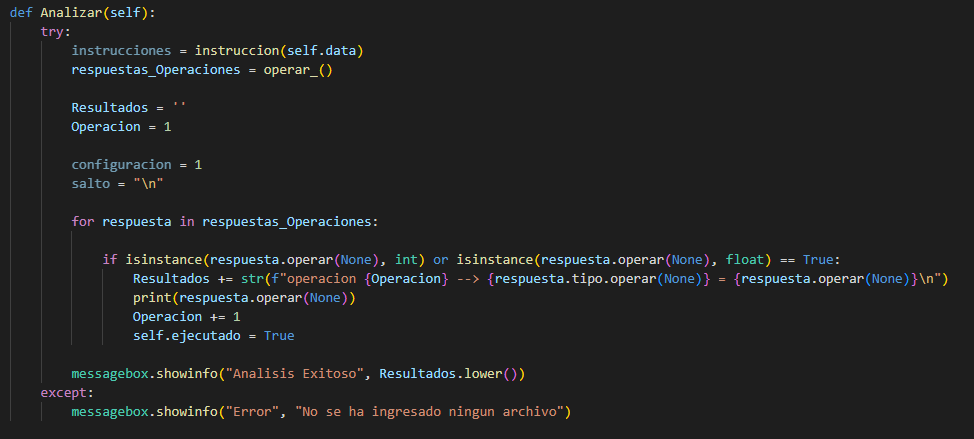 def Analizar(self):
    try:
        instrucciones = instruccion(self.data)
        respuestas_Operaciones = operar_()

        Resultados = ''
        Operacion = 1

        configuracion = 1
        salto = "\n"

        for respuesta in respuestas_Operaciones:

            if isinstance(respuesta.operar(None), int) or isinstance(respuesta.operar(None), float) == True:
                Resultados += str(f"operacion {Operacion} --> {respuesta.tipo.operar(None)} = {respuesta.operar(None)}\n")
                print(respuesta.operar(None))
                Operacion += 1
                self.ejecutado = True

        messagebox.showinfo("Analisis Exitoso", Resultados.lower())
    except:
        messagebox.showinfo("Error", "No se ha ingresado ningun archivo")